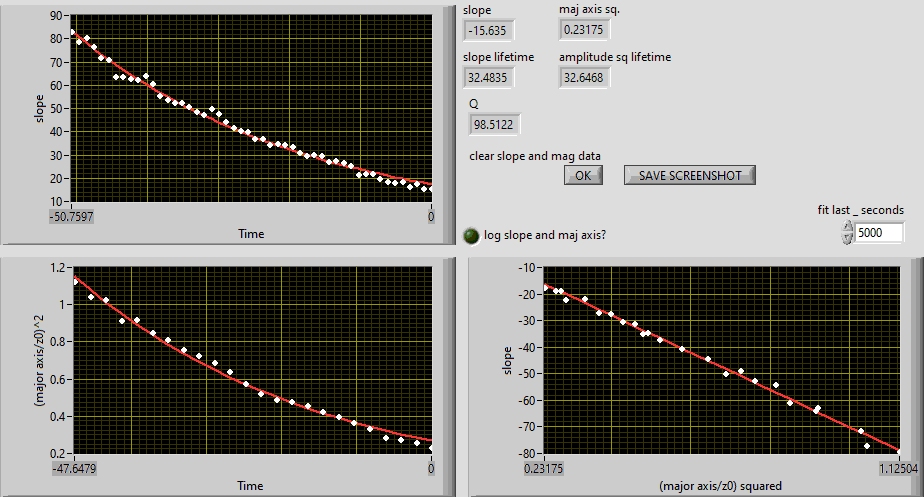 90
80
70
60
50
40
30
20
10
slope
-50.7597
0
Time
slope
-15.635
maj axis sq.
0.23175
slope lifetime
32.4835
amplitude sq lifetime
32.6468
Q
98.5122
clear slope and mag data
OK
SAVE SCREENSHOT
fit last _ seconds
5000
log slope and maj axis?
1.2
1
0.8
0.6
0.4
0.2
(major axis/z0)^2
-47.6479
0
Time
-10
-20
-30
-40
-50
-60
-70
-80
slope
0.23175
1.12504
(major axis/z0) squared